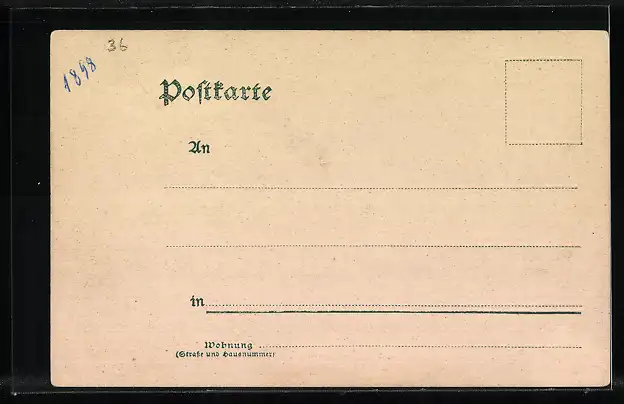 36
1898
Postkarte
An
in
Wohnung
(Straße und Hausnummer)